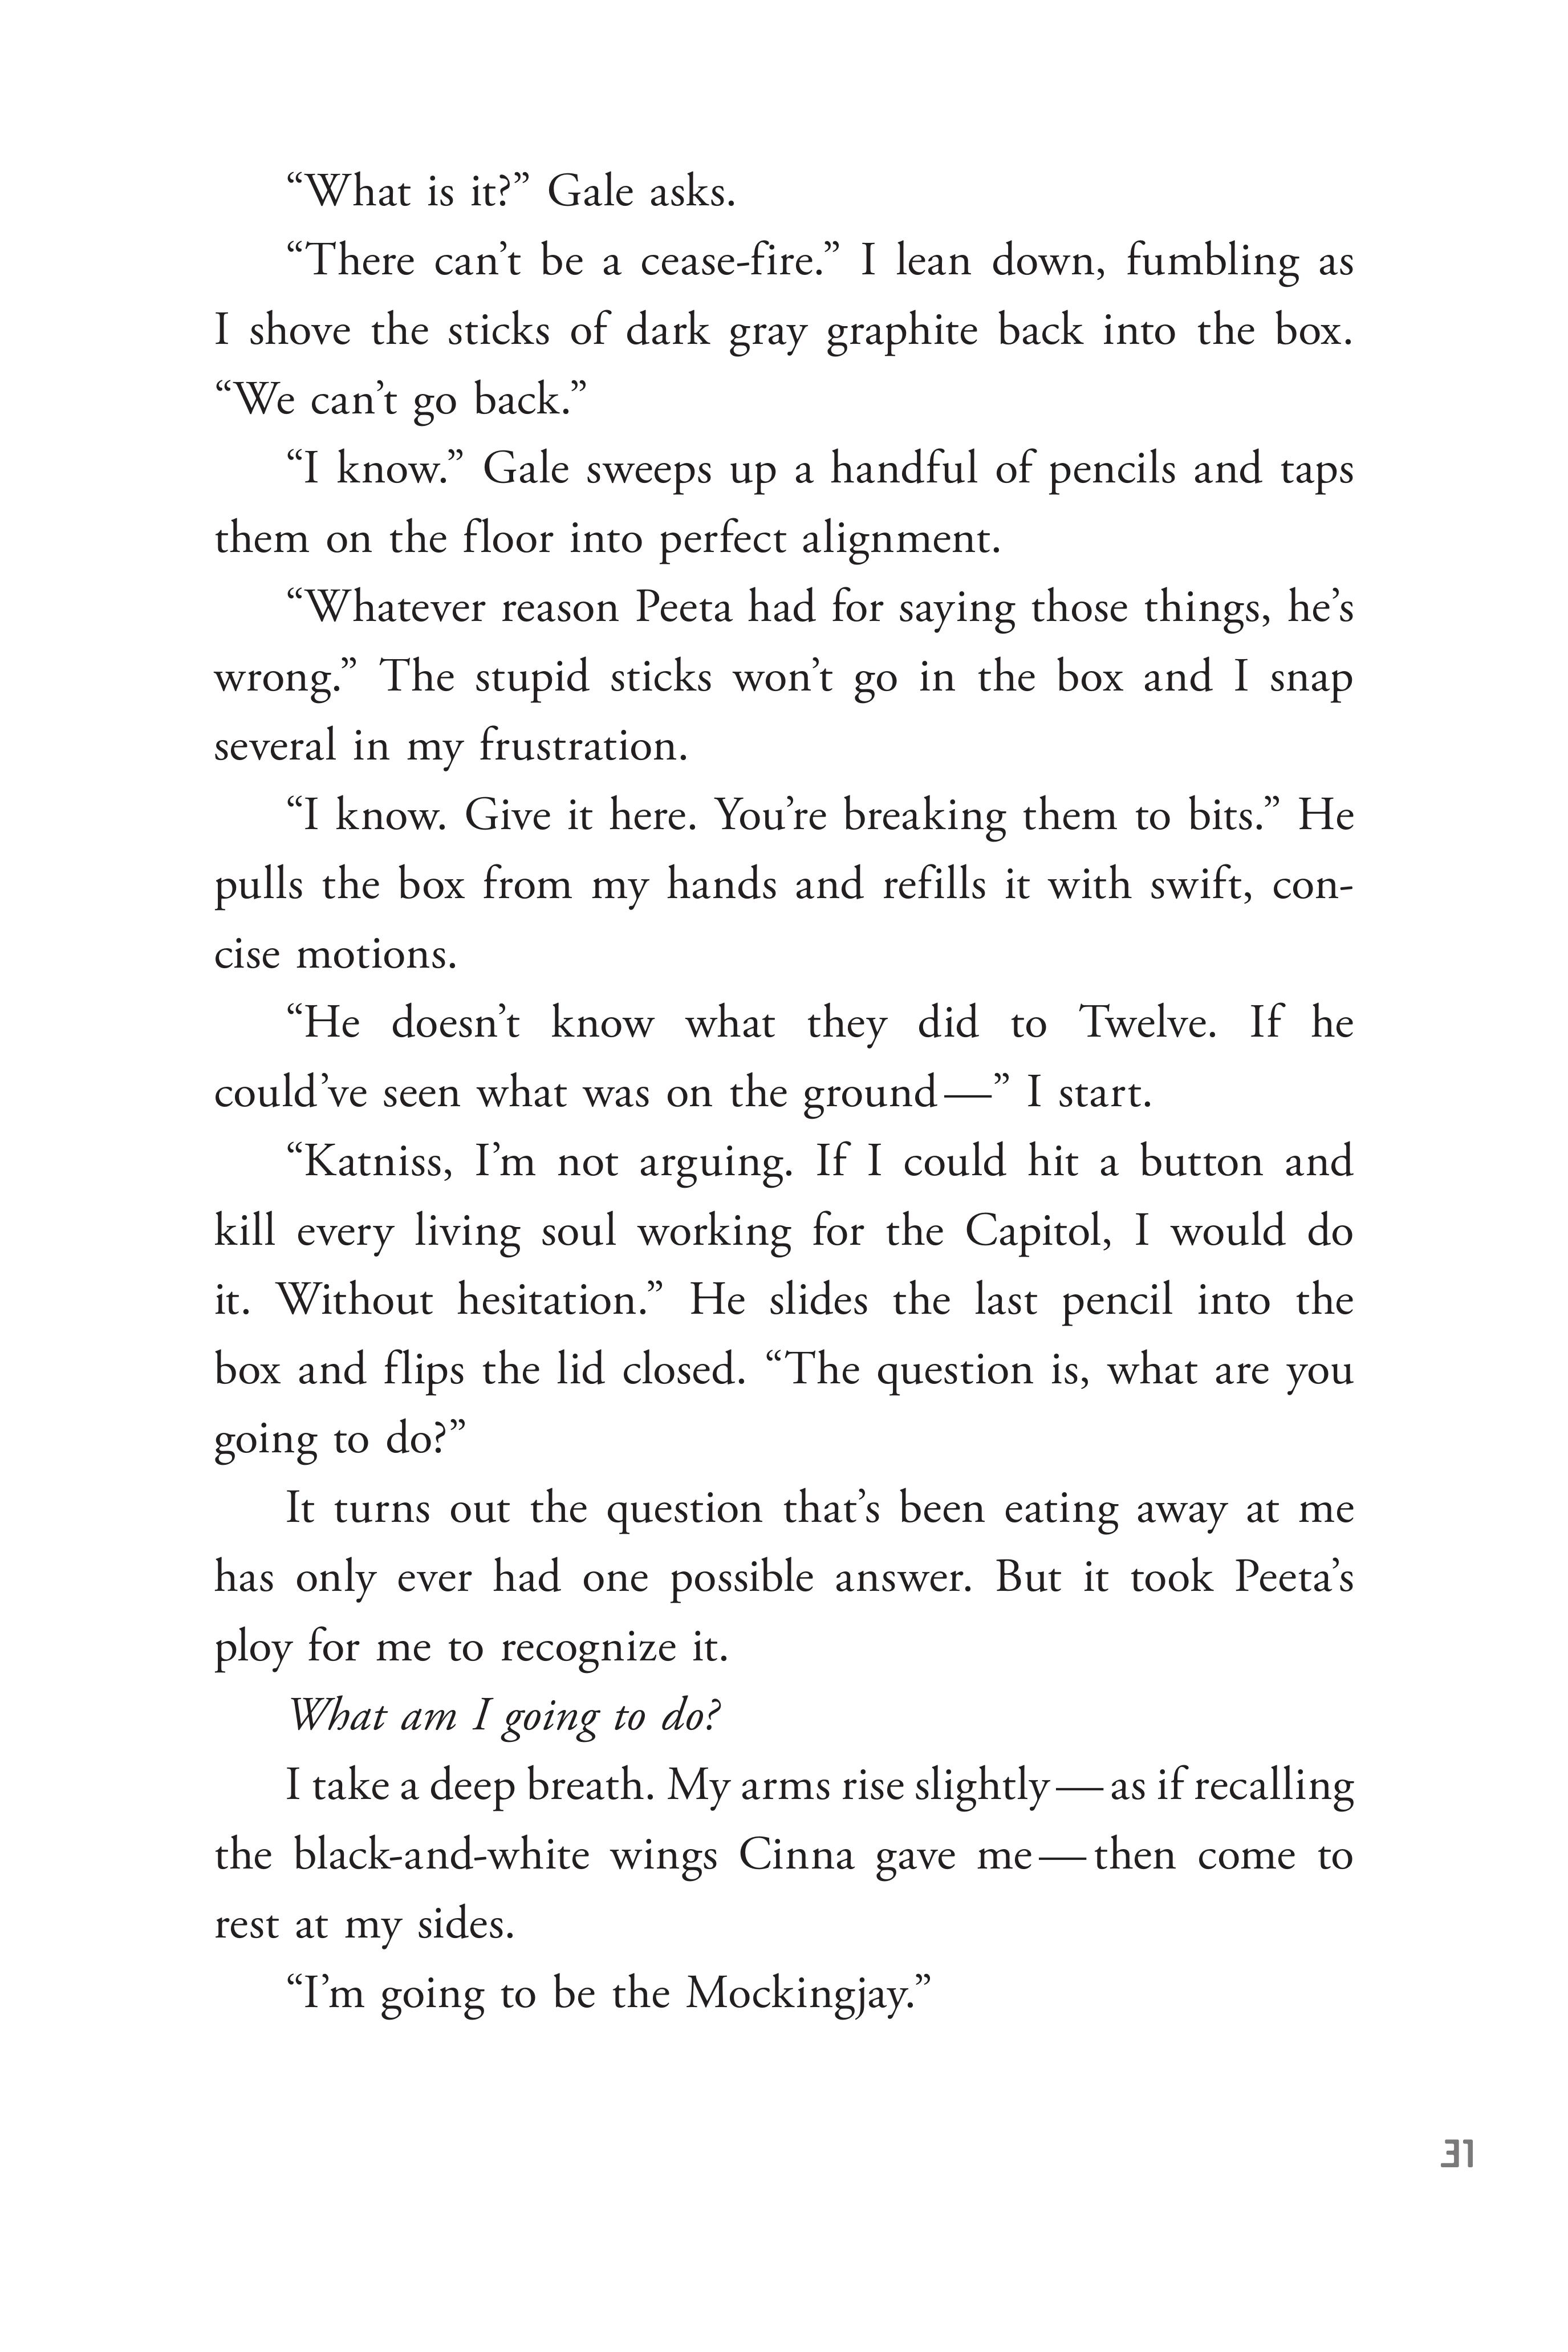 “What is it?” Gale asks.
“There can’t be a cease-fire.” I lean down, fumbling as
I shove the sticks of dark gray graphite back into the box.
“We can’t go back.”
“I know.” Gale sweeps up a handful of pencils and taps
them on the floor into perfect alignment.
“Whatever reason Peeta had for saying those things, he’s
wrong.” The stupid sticks won’t go in the box and I snap
several in my frustration.
“I know. Give it here. You’re breaking them to bits.” He
pulls the box from my hands and refills it with swift, con-
cise motions.
“He doesn’t know what they did to Twelve. If he
could’ve seen what was on the ground—” I start.
“Katniss, I’m not arguing. If I could hit a button and
kill every living soul working for the Capitol, I would do
it. Without hesitation.” He slides the last pencil into the
box and flips the lid closed. “The question is, what are you
going to do?”
It turns out the question that’s been eating away at me
has only ever had one possible answer. But it took Peeta’s
ploy for me to recognize it.
What am I going to do?
I take a deep breath. My arms rise slightly—as if recalling
the black-and-white wings Cinna gave me—then come to
rest at my sides.
“I’m going to be the Mockingjay.”
31